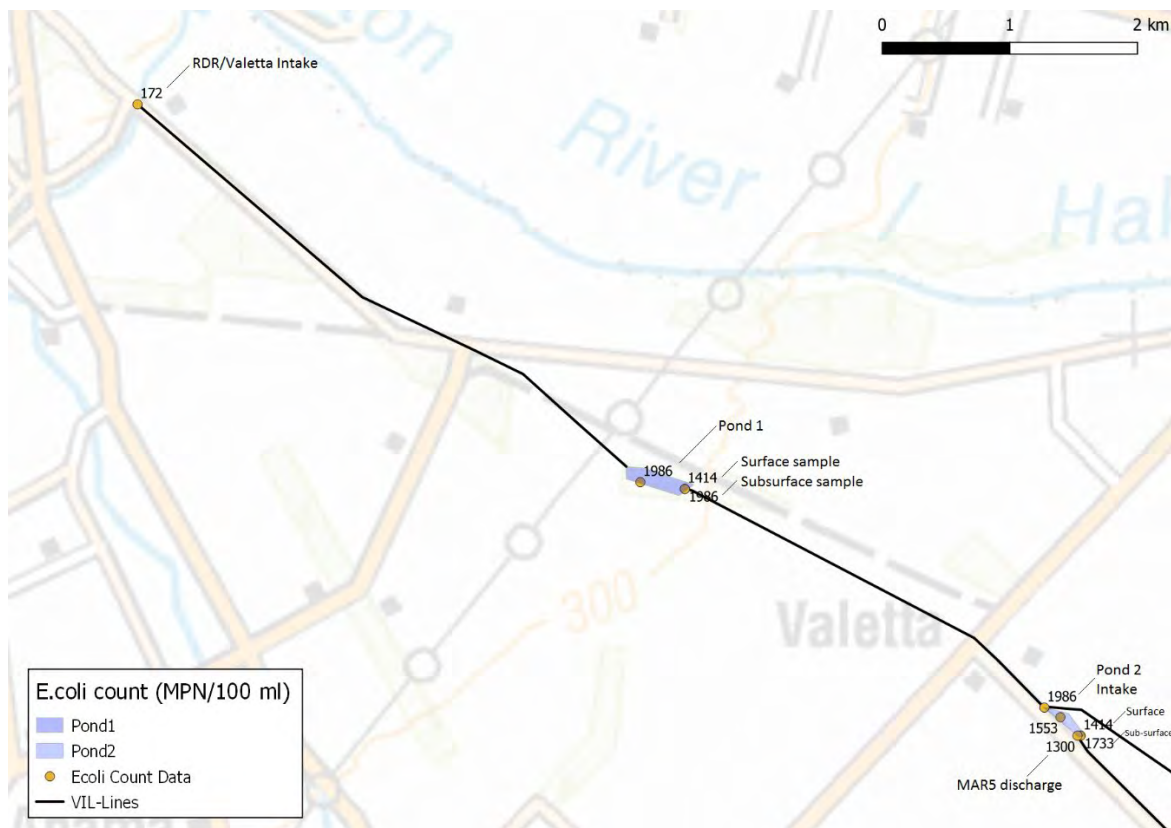 0 1 2 km
RDR/Valetta Intake
172
River
Hal
Pond 1
1986
1414
Surface sample
1986
Subsurface sample
300
Valetta
Pond 2
Intake
1986
1553
1414
Surface
1300
1733
Sub-surface
MAR5 discharge
E.coli count (MPN/100 ml)
Pond1
Pond2
Ecoli Count Data
VIL-Lines